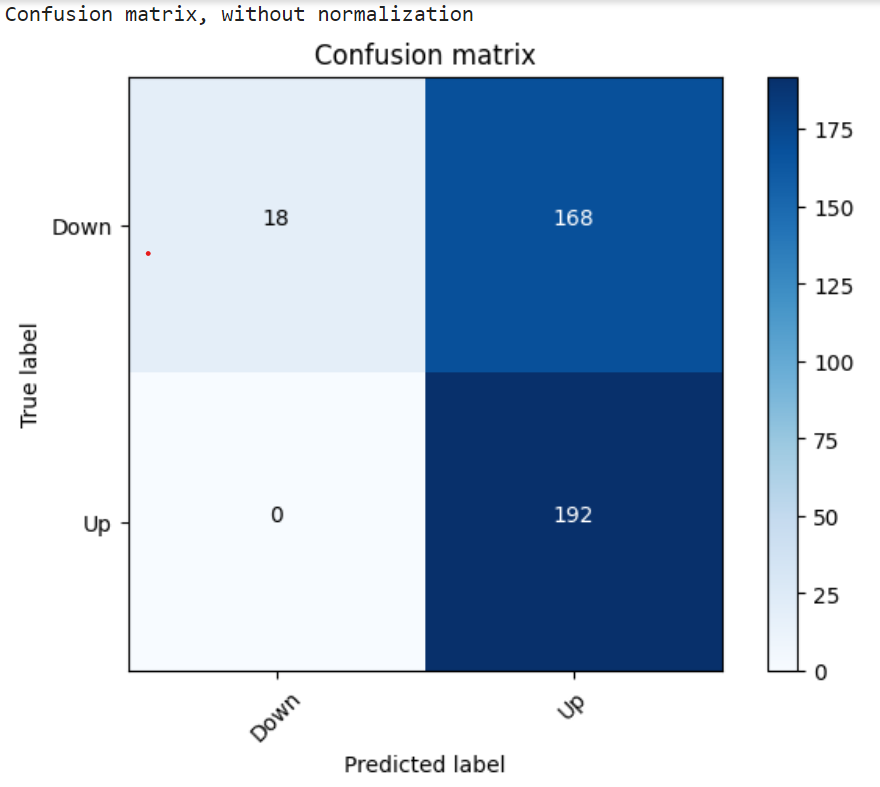 Confusion matrix, without normalization
Confusion matrix
True label
Down
18
168
Up
0
192
Down
Up
Predicted label
175
150
125
100
75
50
25
0